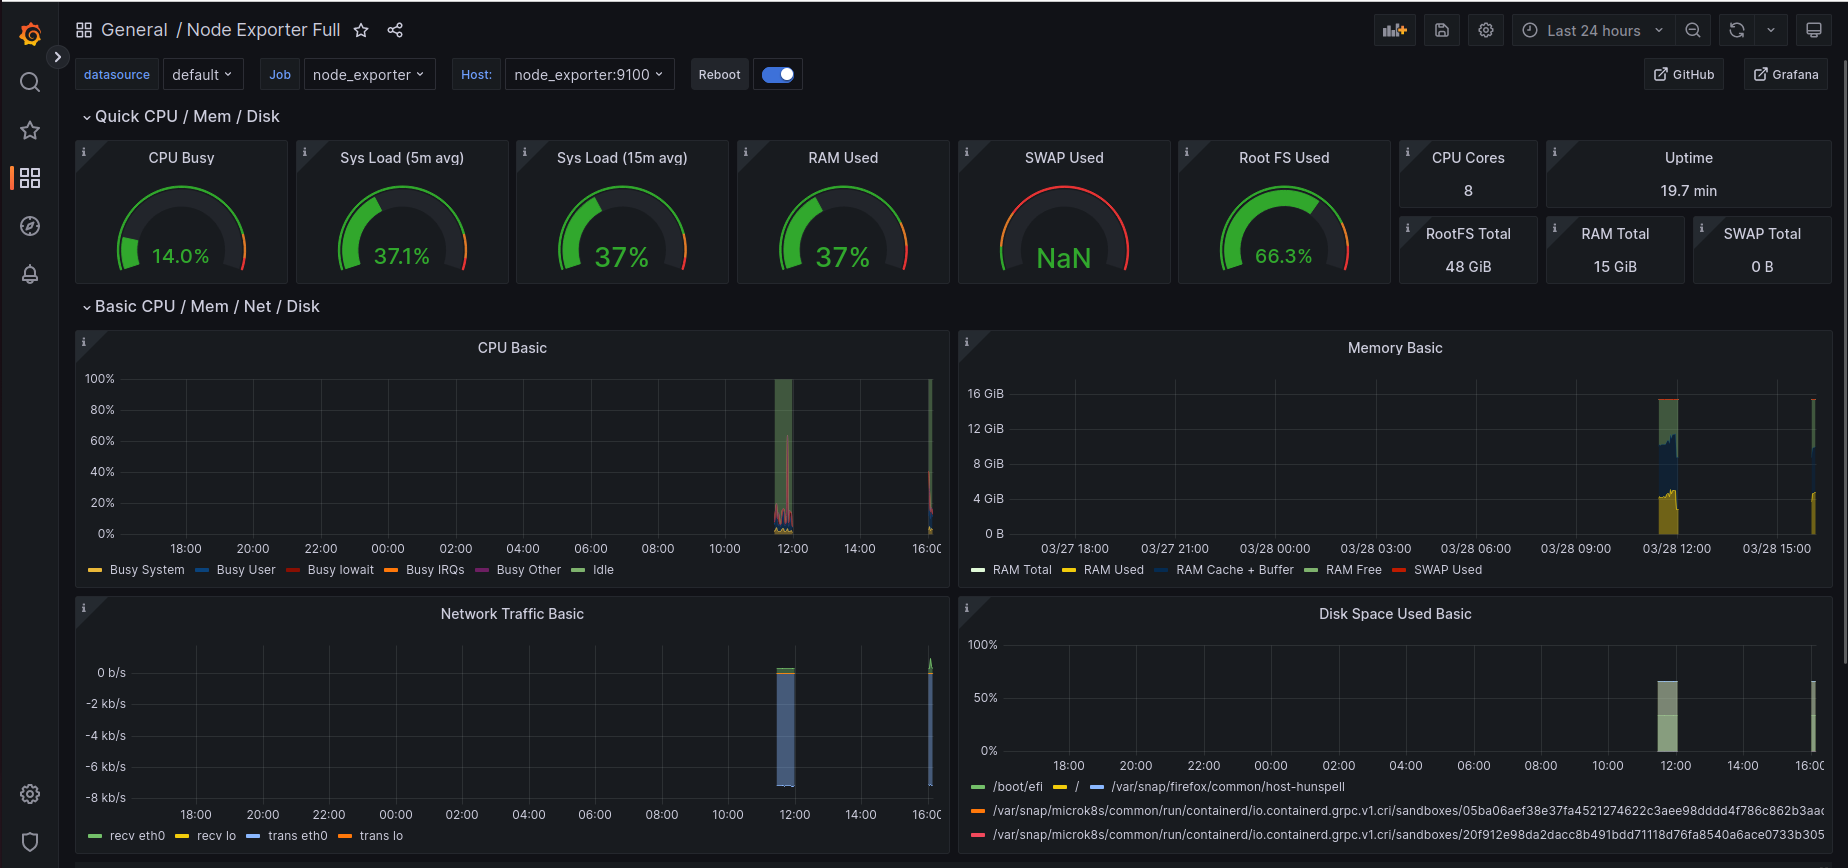 General / Node Exporter Full
Last 24 hours
datasource default Job node_exporter Host: node_exporter:9100 Reboot GitHub Grafana
Quick CPU / Mem / Disk
CPU Busy
14.0%
Sys Load (5m avg)
37.1%
Sys Load (15m avg)
37%
RAM Used
37%
SWAP Used
NaN
Root FS Used
66.3%
CPU Cores
8
Uptime
19.7 min
RootFS Total
48 GiB
RAM Total
15 GiB
SWAP Total
0 B
Basic CPU / Mem / Net / Disk
CPU Basic
100%
80%
60%
40%
20%
0%
18:00 20:00 22:00 00:00 02:00 04:00 06:00 08:00 10:00 12:00 14:00 16:00
Busy System Busy User Busy Iowait Busy IRQs Busy Other Idle
Memory Basic
16 GiB
12 GiB
8 GiB
4 GiB
0 B
03/27 18:00 03/27 21:00 03/28 00:00 03/28 03:00 03/28 06:00 03/28 09:00 03/28 12:00 03/28 15:00
RAM Total RAM Used RAM Cache + Buffer RAM Free SWAP Used
Network Traffic Basic
0 b/s
-2 kb/s
-4 kb/s
-6 kb/s
-8 kb/s
18:00 20:00 22:00 00:00 02:00 04:00 06:00 08:00 10:00 12:00 14:00 16:00
recv eth0 recv lo trans eth0 trans lo
Disk Space Used Basic
100%
50%
0%
18:00 20:00 22:00 00:00 02:00 04:00 06:00 08:00 10:00 12:00 14:00 16:00
/boot/efi / /var/snap/firefox/common/host-hunspell
/var/snap/microk8s/common/run/containerd/io.containerd.grpc.v1.cri/sandboxes/05ba06aef38e37fa4521274622c3aee98dddd4f786c862b3aac
/var/snap/microk8s/common/run/containerd/io.containerd.grpc.v1.cri/sandboxes/20f912e98da2dacc8b491bdd71118d76fa8540a6ace0733b305